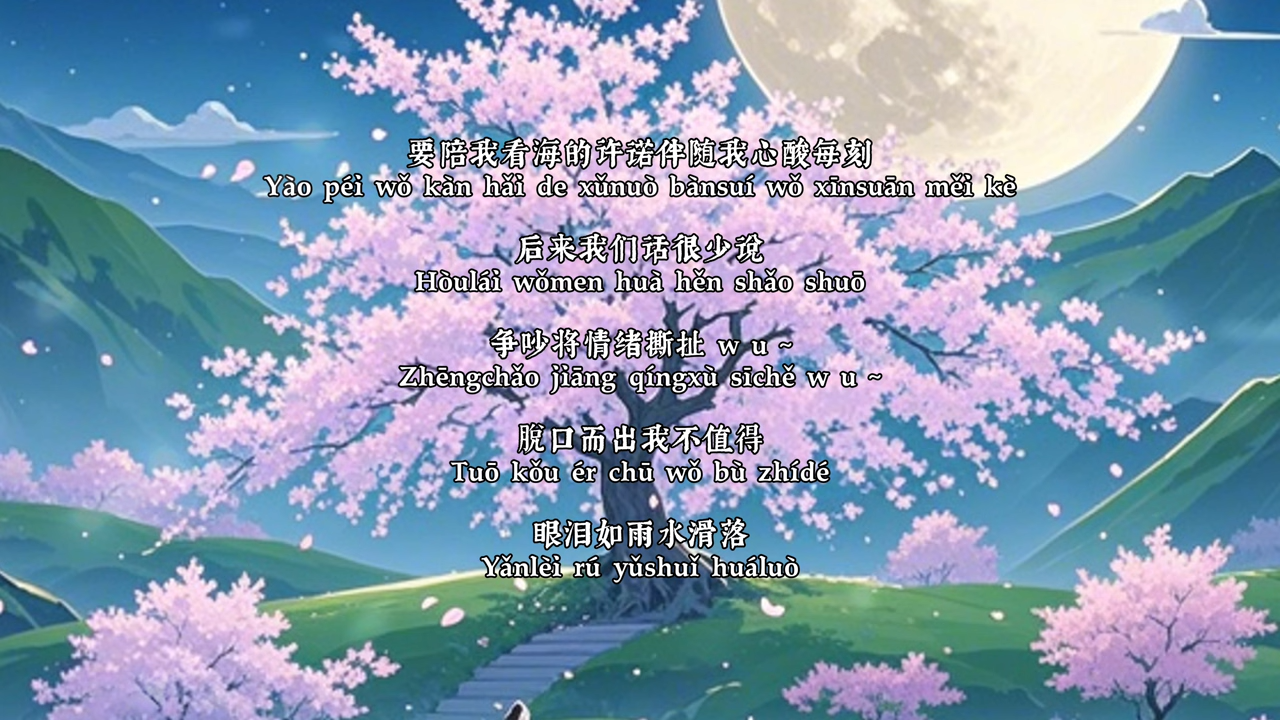 要陪我看海的许诺伴随我心酸每刻
Yào péi wǒ kàn hǎi de xǔnuò bànsuí wǒ xīnsuān měi kè
后来我们话很少说
Hòulái wǒmen huà hěn shǎo shuō
争吵将情绪撕扯 w u ~
Zhēngchǎo jiāng qíngxù sīchě w u ~
脱口而出我不值得
Tuō kǒu ér chū wǒ bù zhídé
眼泪如雨水滑落
Yǎnlèi rú yǔshuǐ huáluò